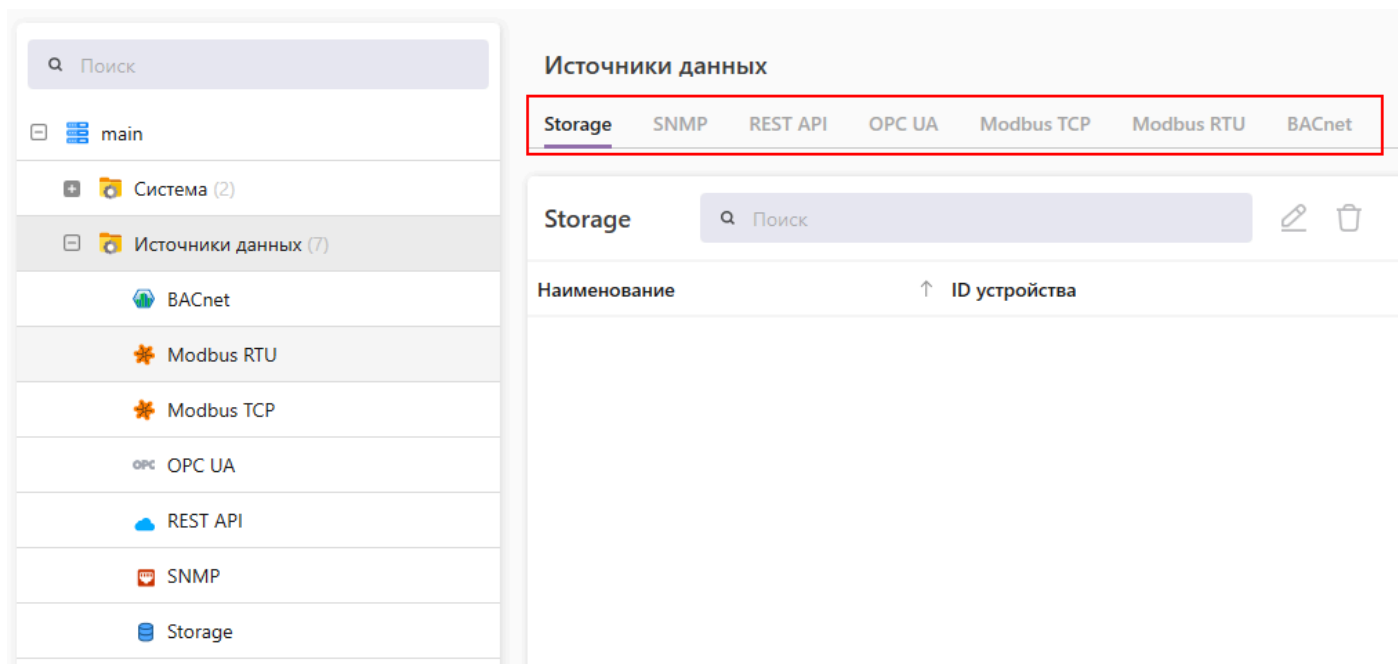 Поиск
main
Система (2)
Источники данных (7)
BACnet
Modbus RTU
Modbus TCP
OPC OPC UA
REST API
SNMP
Storage
Источники данных
Storage SNMP REST API OPC UA Modbus TCP Modbus RTU BACnet
Storage Поиск
Наименование ID устройства